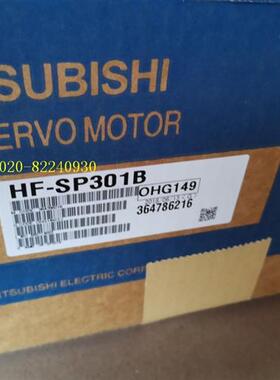 SUBISHI
ERVO MOTOR
020-82240930
HF-SP301B
OHG149
364786216
ITSUBISHI ELECTRIC CORP